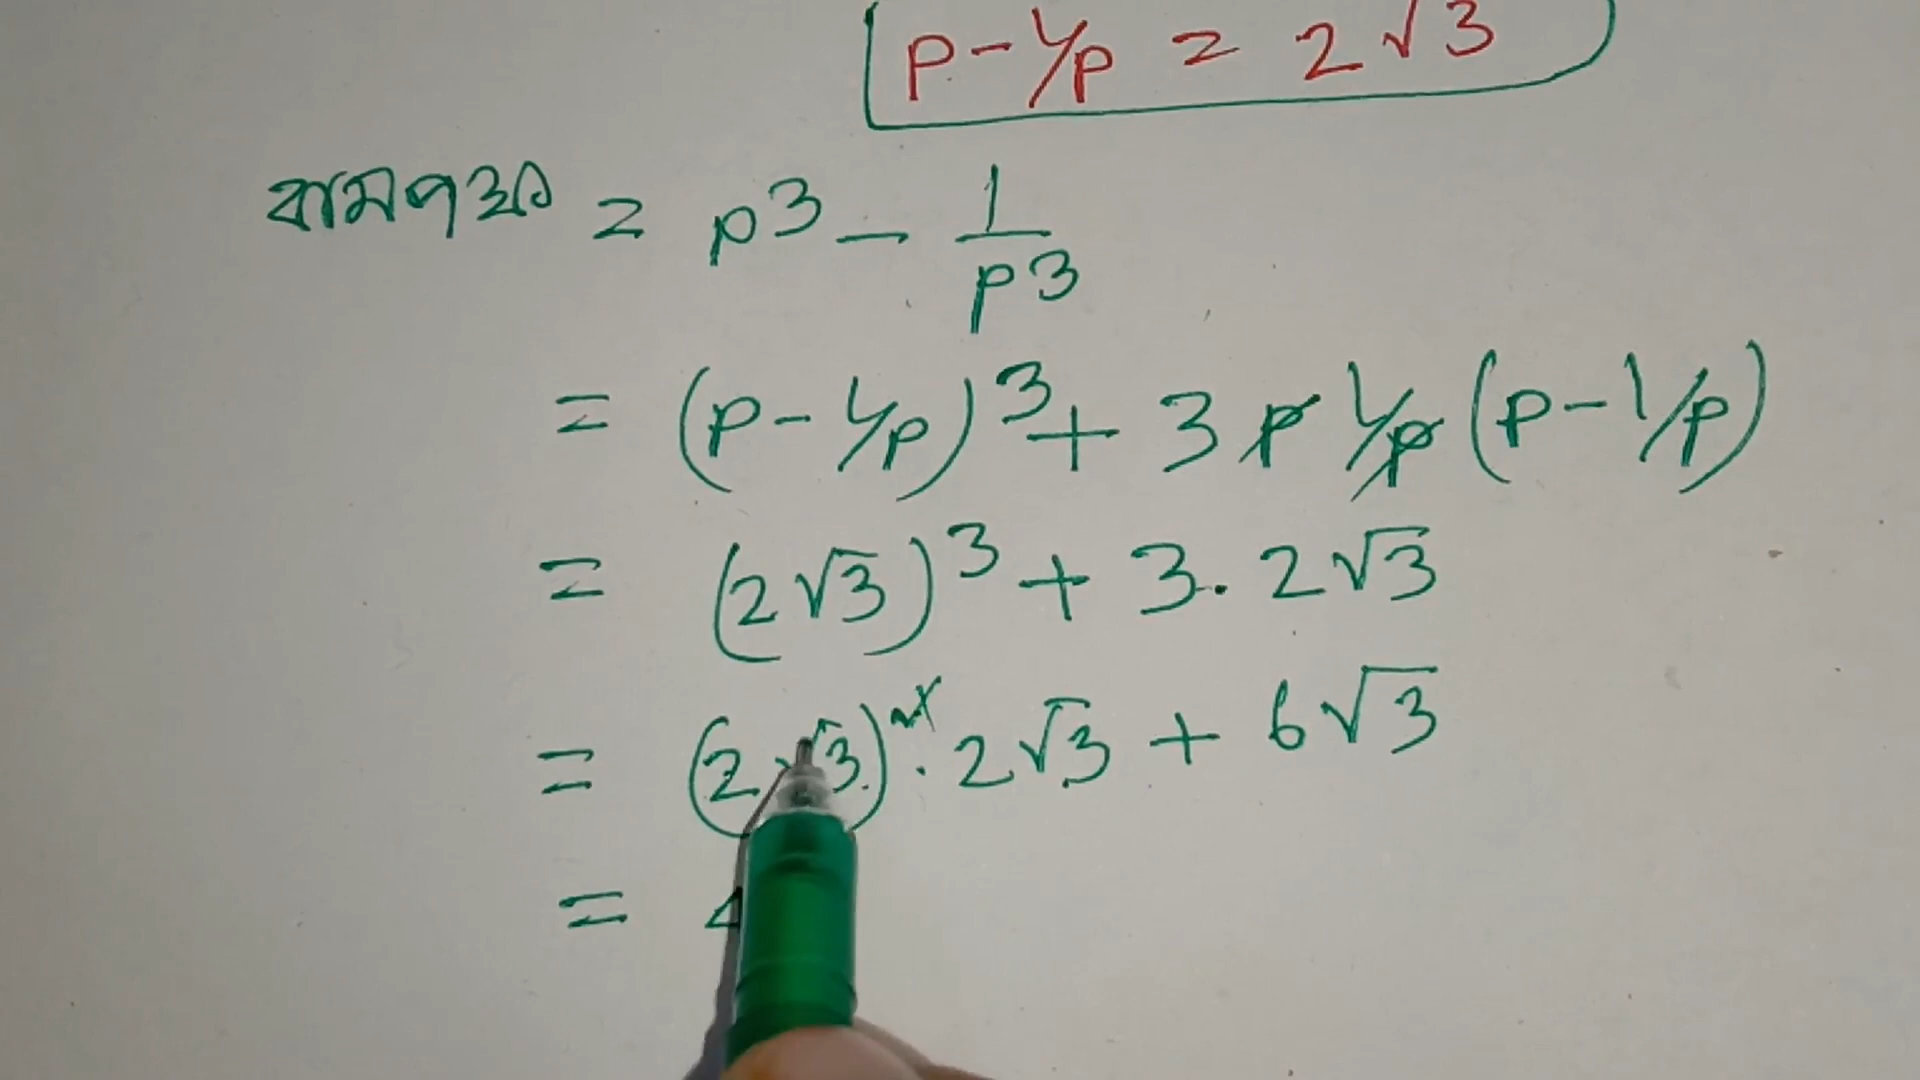 p - 1/p = 2√3
বামপক্ষ = p³ - 1/p³
= (p - 1/p)³ + 3 p 1/p (p - 1/p)
= (2√3)³ + 3. 2√3
= (2√3)² . 2√3 + 6√3
= 4